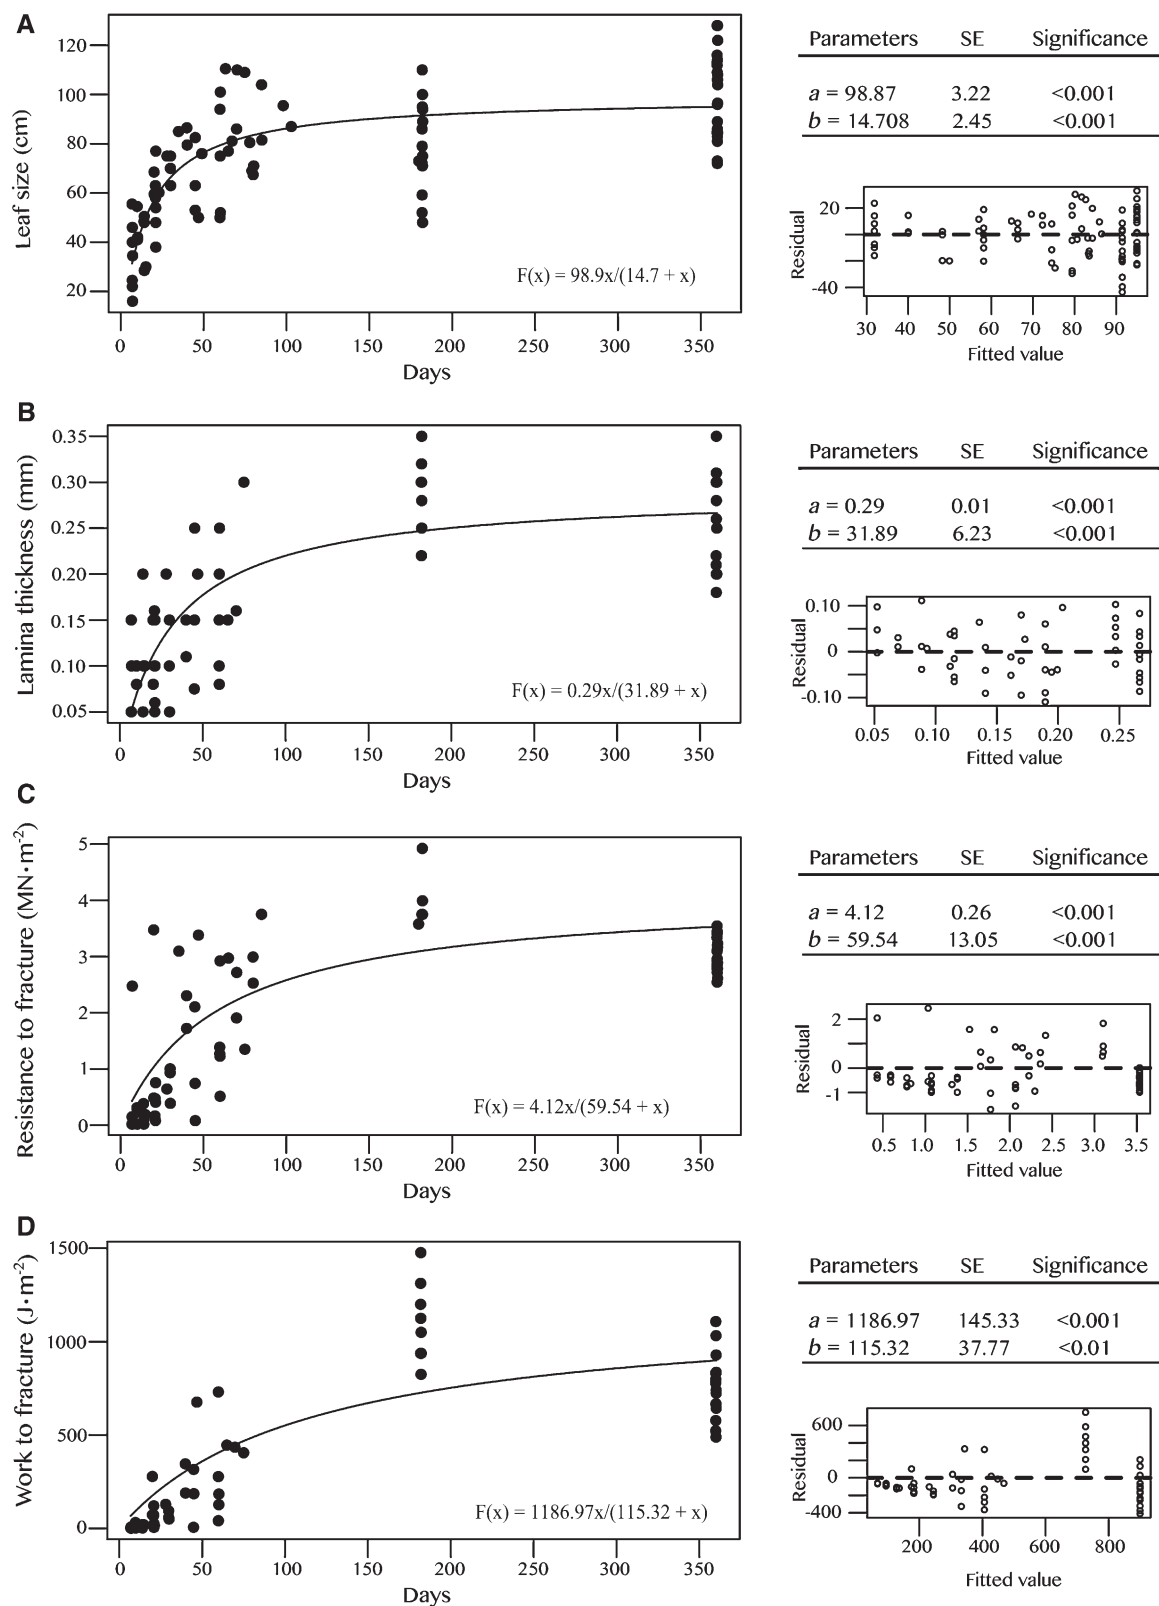 A
Leaf size (cm)
120
100
80
60
40
20
F(x) = 98.9x/(14.7 + x)
0 50 100 150 200 250 300 350
Days
Parameters SE Significance
a = 98.87 3.22 <0.001
b = 14.708 2.45 <0.001
Residual
20
-40
30 40 50 60 70 80 90
Fitted value
B
Lamina thickness (mm)
0.35
0.30
0.25
0.20
0.15
0.10
0.05
F(x) = 0.29x/(31.89 + x)
0 50 100 150 200 250 300 350
Days
Parameters SE Significance
a = 0.29 0.01 <0.001
b = 31.89 6.23 <0.001
Residual
0.10
0
-0.10
0.05 0.10 0.15 0.20 0.25
Fitted value
C
Resistance to fracture (MN·m-2)
5
4
3
2
1
0
F(x) = 4.12x/(59.54 + x)
0 50 100 150 200 250 300 350
Days
Parameters SE Significance
a = 4.12 0.26 <0.001
b = 59.54 13.05 <0.001
Residual
2
0
-1
0.5 1.0 1.5 2.0 2.5 3.0 3.5
Fitted value
D
Work to fracture (J·m-2)
1500
1000
500
0
F(x) = 1186.97x/(115.32 + x)
0 50 100 150 200 250 300 350
Days
Parameters SE Significance
a = 1186.97 145.33 <0.001
b = 115.32 37.77 <0.01
Residual
600
0
-400
200 400 600 800
Fitted value